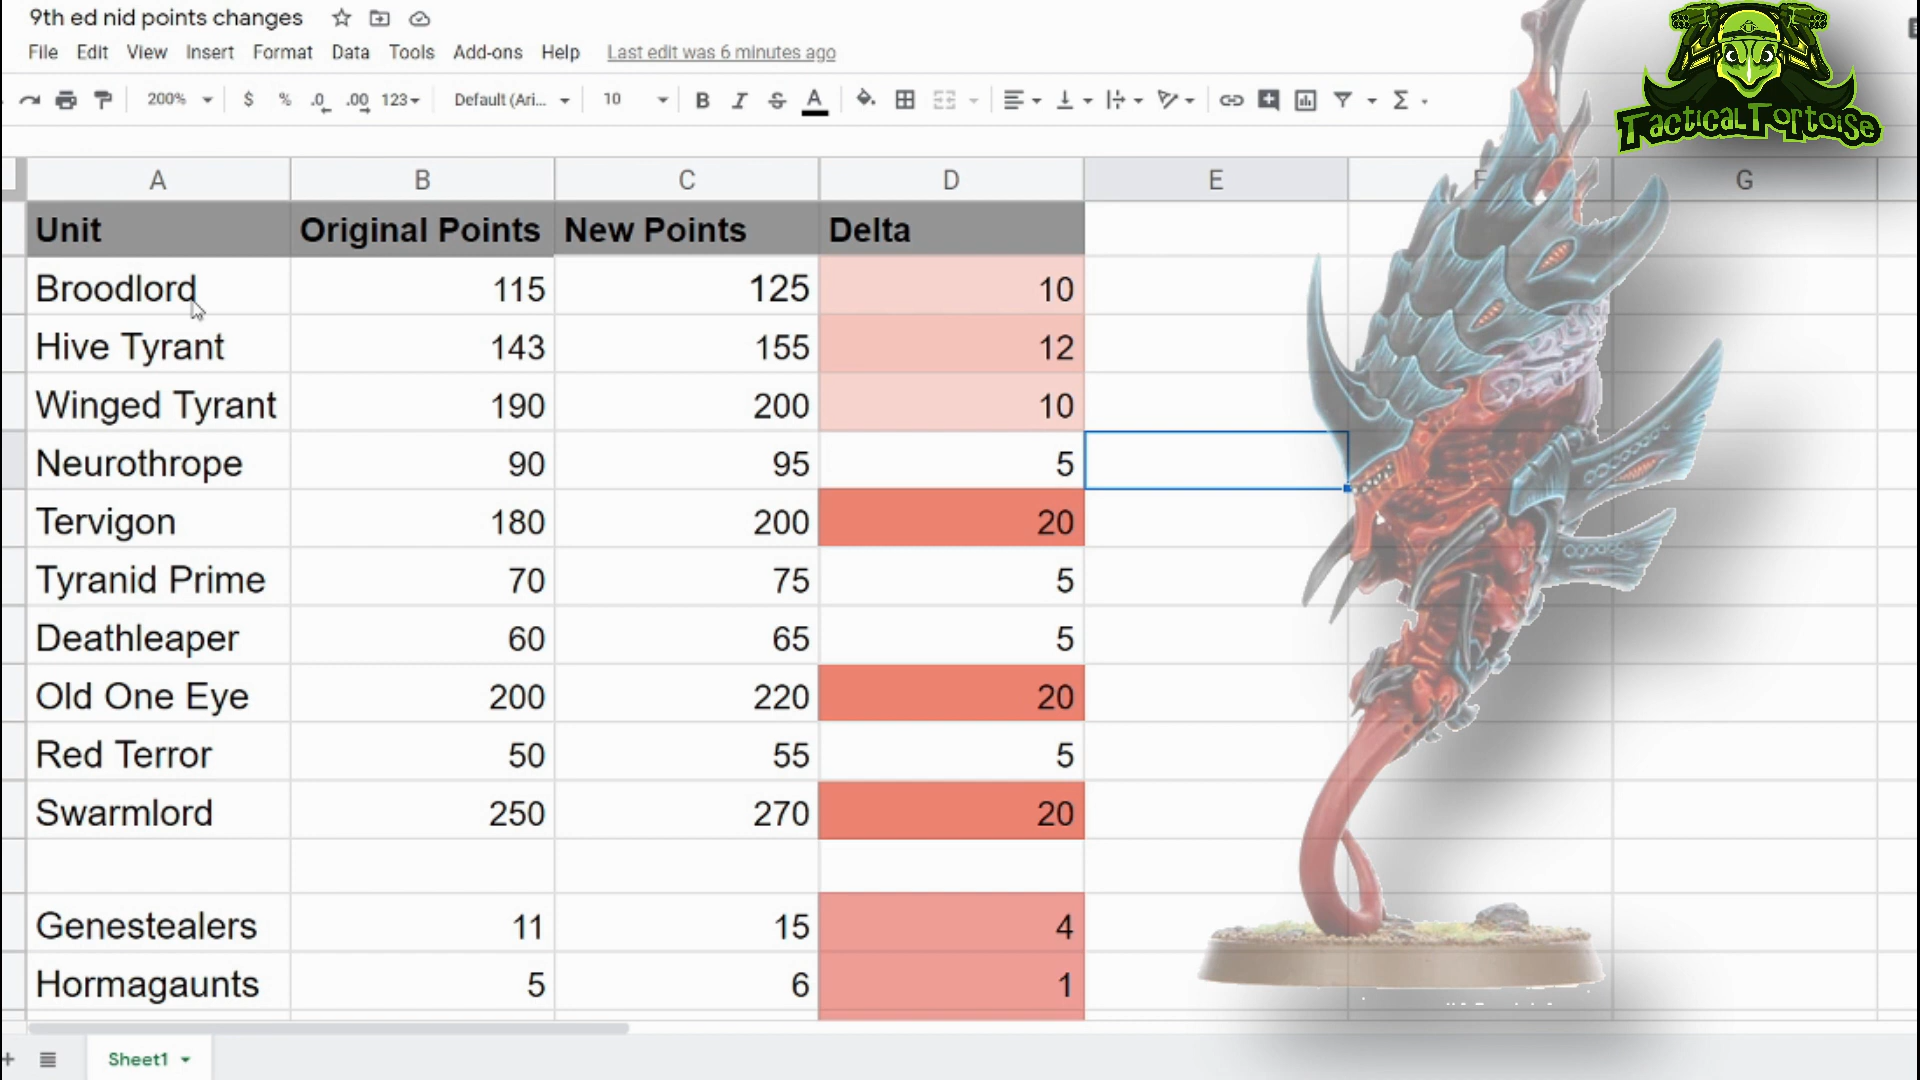 9th ed nid points changes
File Edit View Insert Format Data Tools Add-ons Help Last edit was 6 minutes ago
200% $ % .0 .00 123 Default (Ari... 10 B I S A Σ
TacticalTortoise
A B C D E F G
Unit Original Points New Points Delta
Broodlord 115 125 10
Hive Tyrant 143 155 12
Winged Tyrant 190 200 10
Neurothrope 90 95 5
Tervigon 180 200 20
Tyranid Prime 70 75 5
Deathleaper 60 65 5
Old One Eye 200 220 20
Red Terror 50 55 5
Swarmlord 250 270 20
Genestealers 11 15 4
Hormagaunts 5 6 1
Sheet1